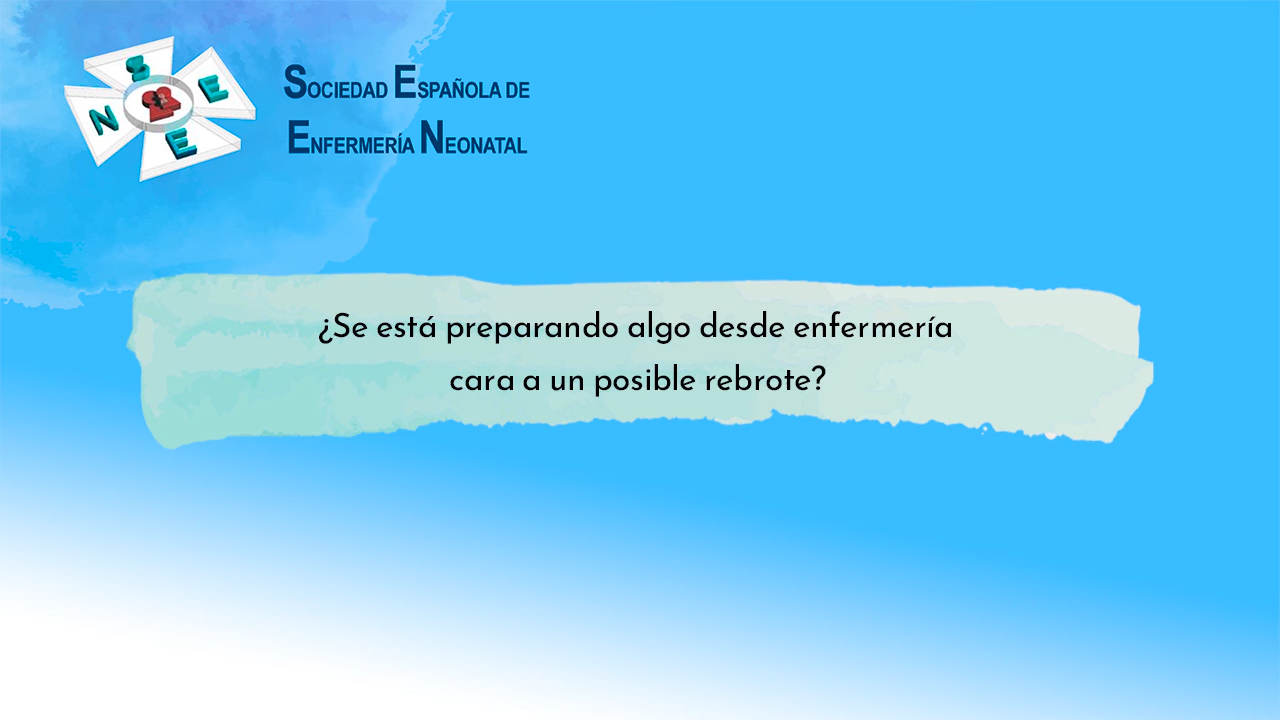 S
E
N
E
Sociedad Española de
Enfermería Neonatal
¿Se está preparando algo desde enfermería
cara a un posible rebrote?